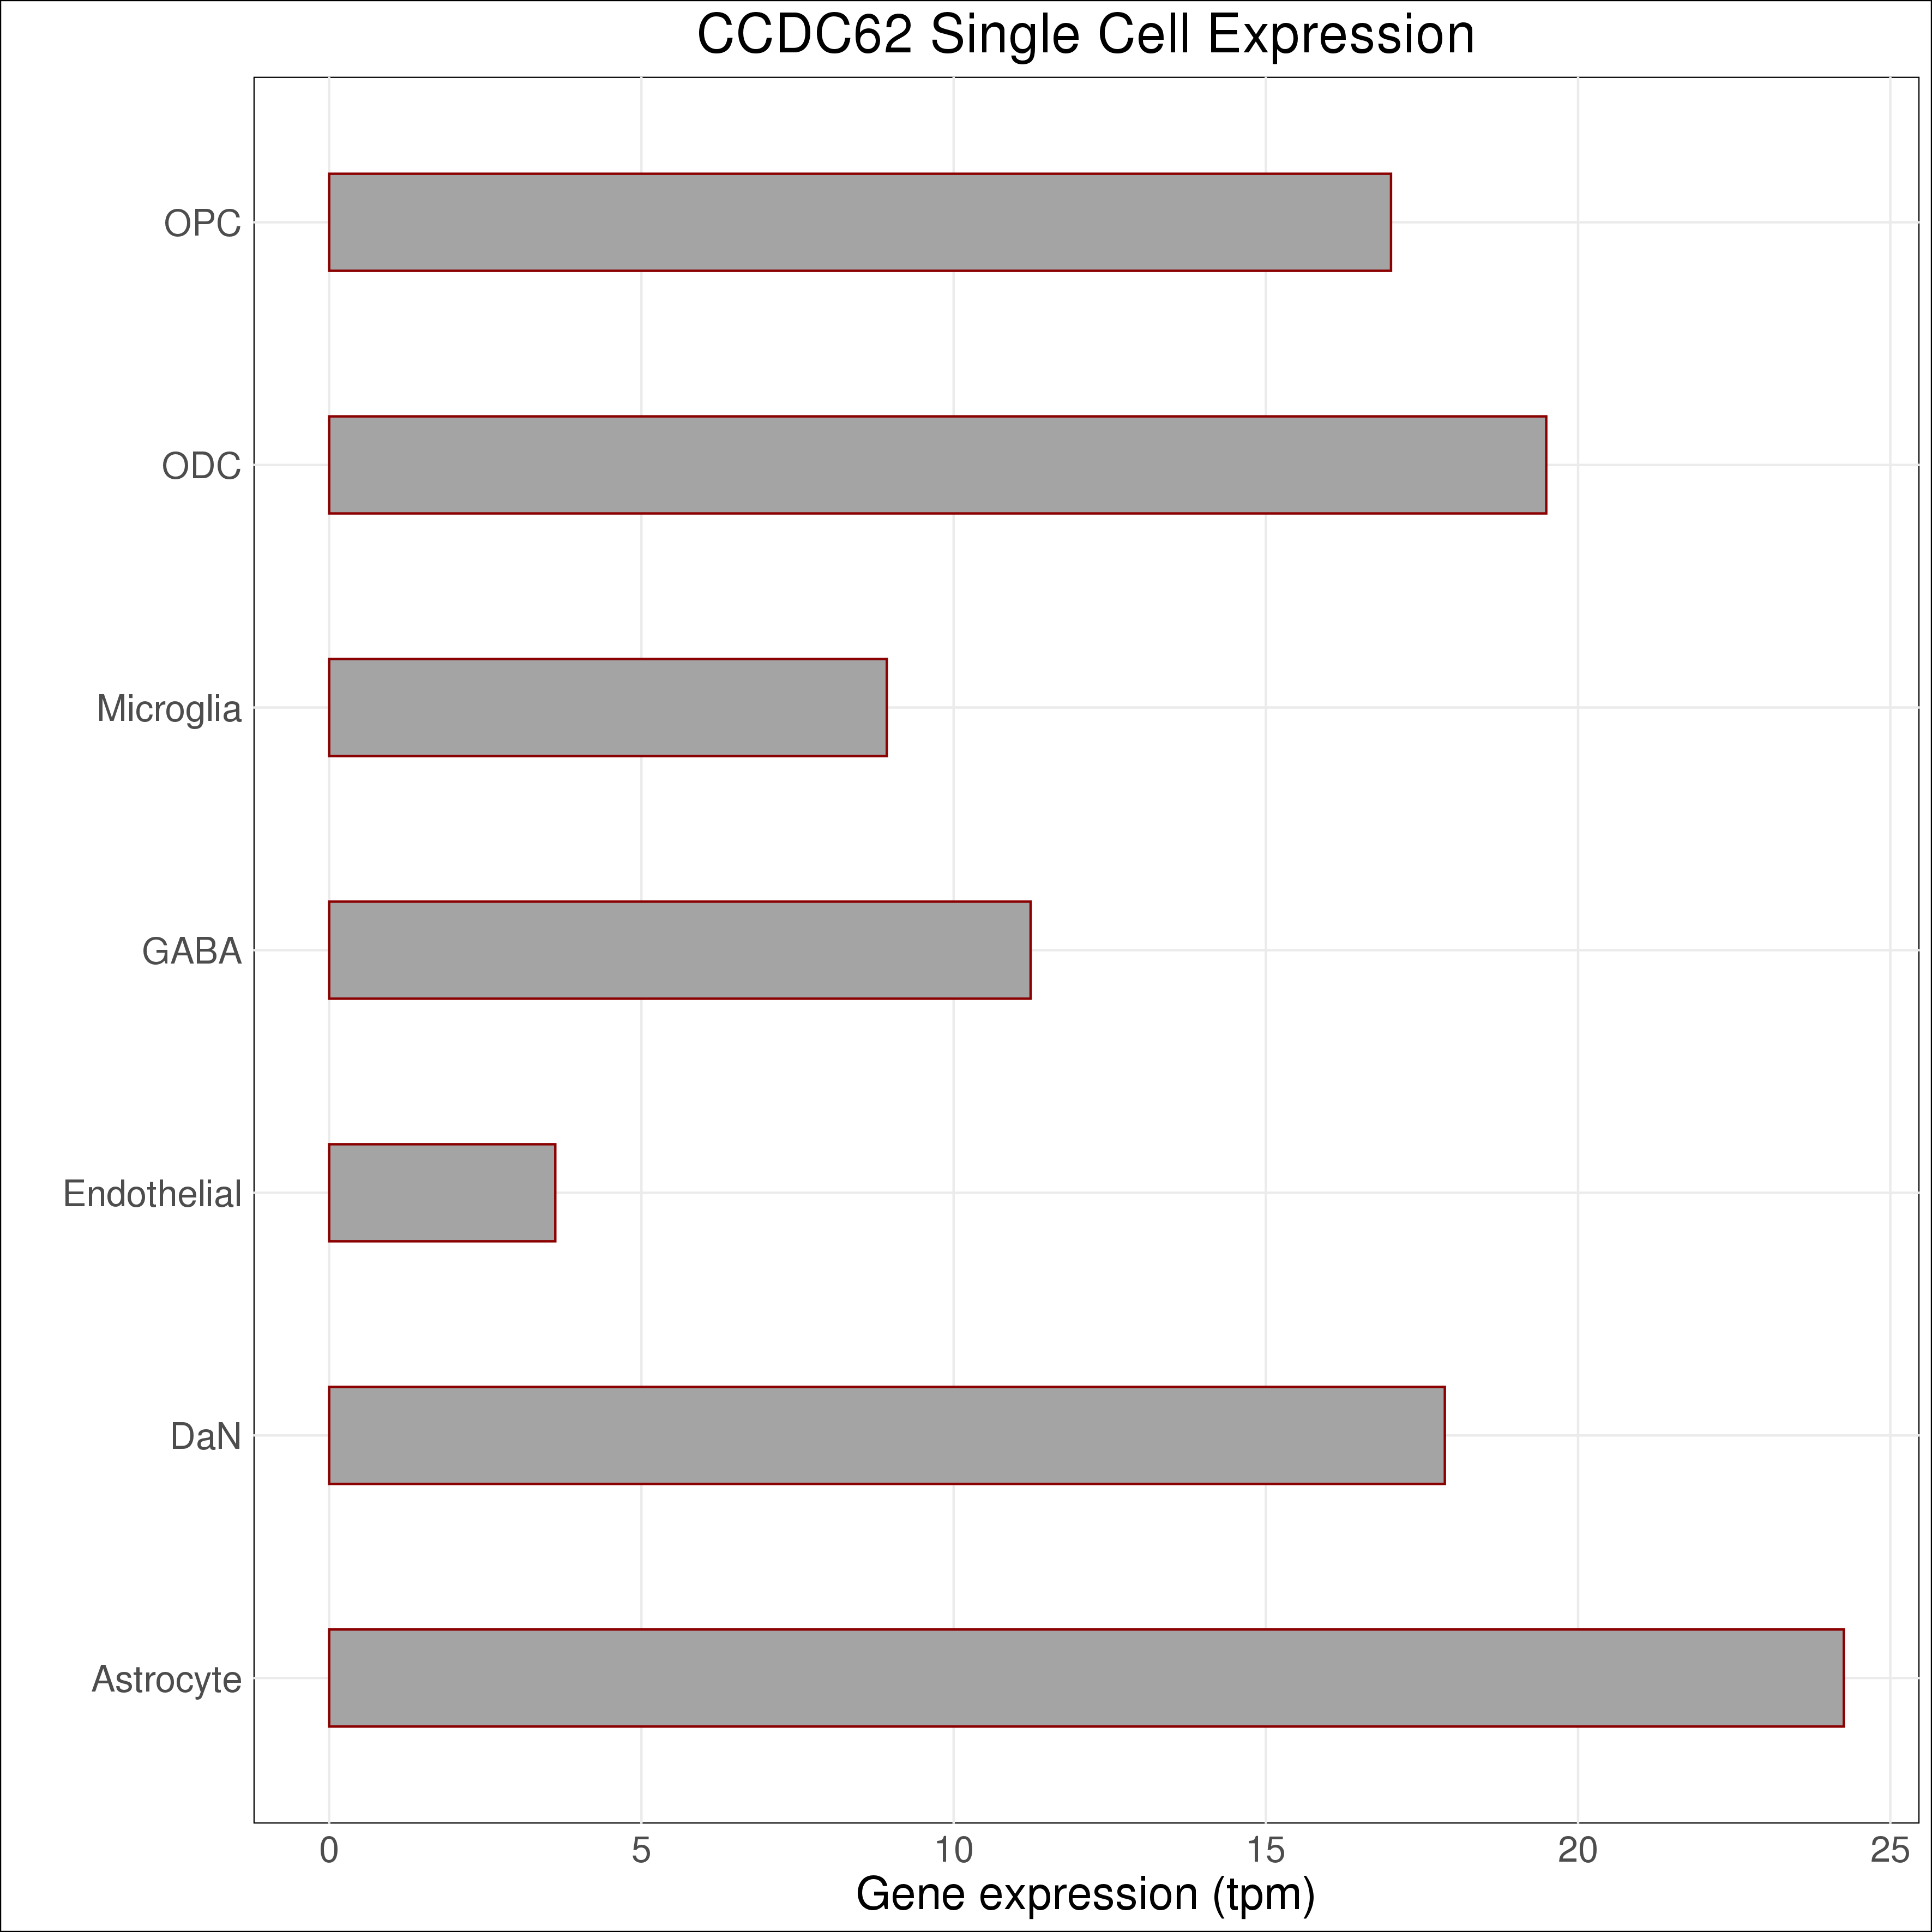 CCDC62 Single Cell Expression
OPC
ODC
Microglia
GABA
Endothelial
DaN
Astrocyte
0 5 10 15 20 25
Gene expression (tpm)